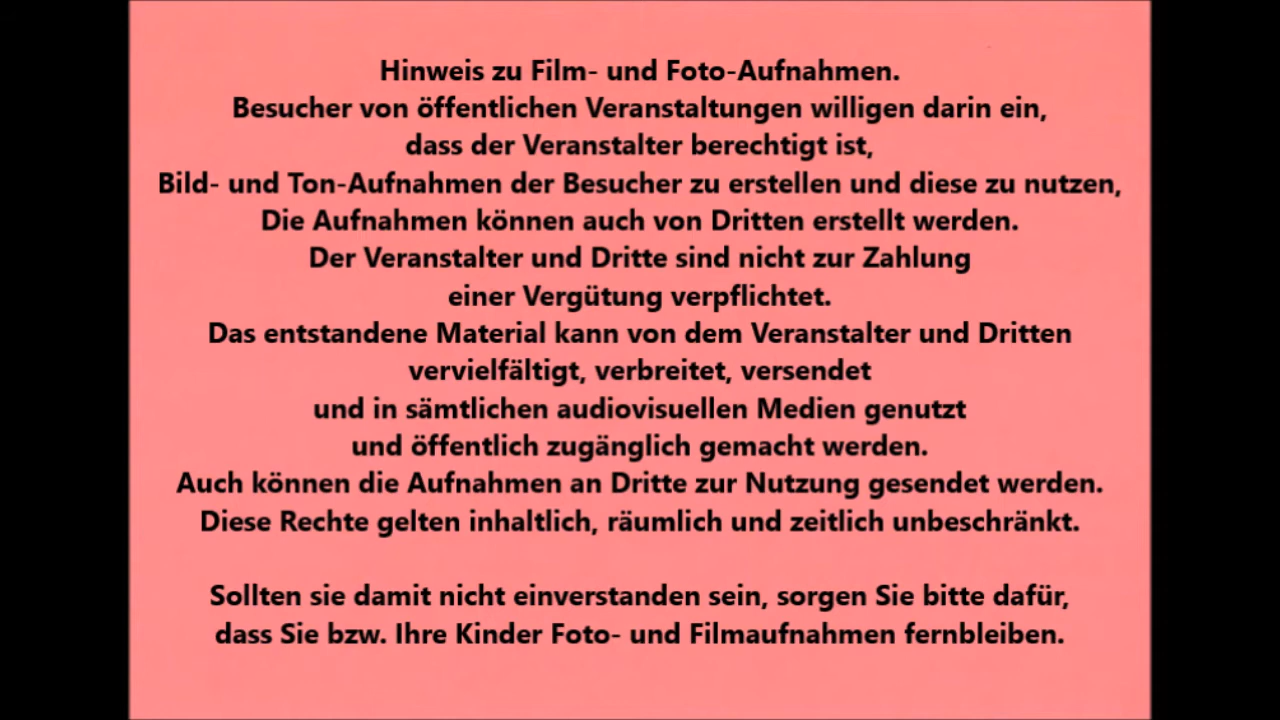 Hinweis zu Film- und Foto-Aufnahmen.
Besucher von öffentlichen Veranstaltungen willigen darin ein,
dass der Veranstalter berechtigt ist,
Bild- und Ton-Aufnahmen der Besucher zu erstellen und diese zu nutzen,
Die Aufnahmen können auch von Dritten erstellt werden.
Der Veranstalter und Dritte sind nicht zur Zahlung
einer Vergütung verpflichtet.
Das entstandene Material kann von dem Veranstalter und Dritten
vervielfältigt, verbreitet, versendet
und in sämtlichen audiovisuellen Medien genutzt
und öffentlich zugänglich gemacht werden.
Auch können die Aufnahmen an Dritte zur Nutzung gesendet werden.
Diese Rechte gelten inhaltlich, räumlich und zeitlich unbeschränkt.
Sollten sie damit nicht einverstanden sein, sorgen Sie bitte dafür,
dass Sie bzw. Ihre Kinder Foto- und Filmaufnahmen fernbleiben.